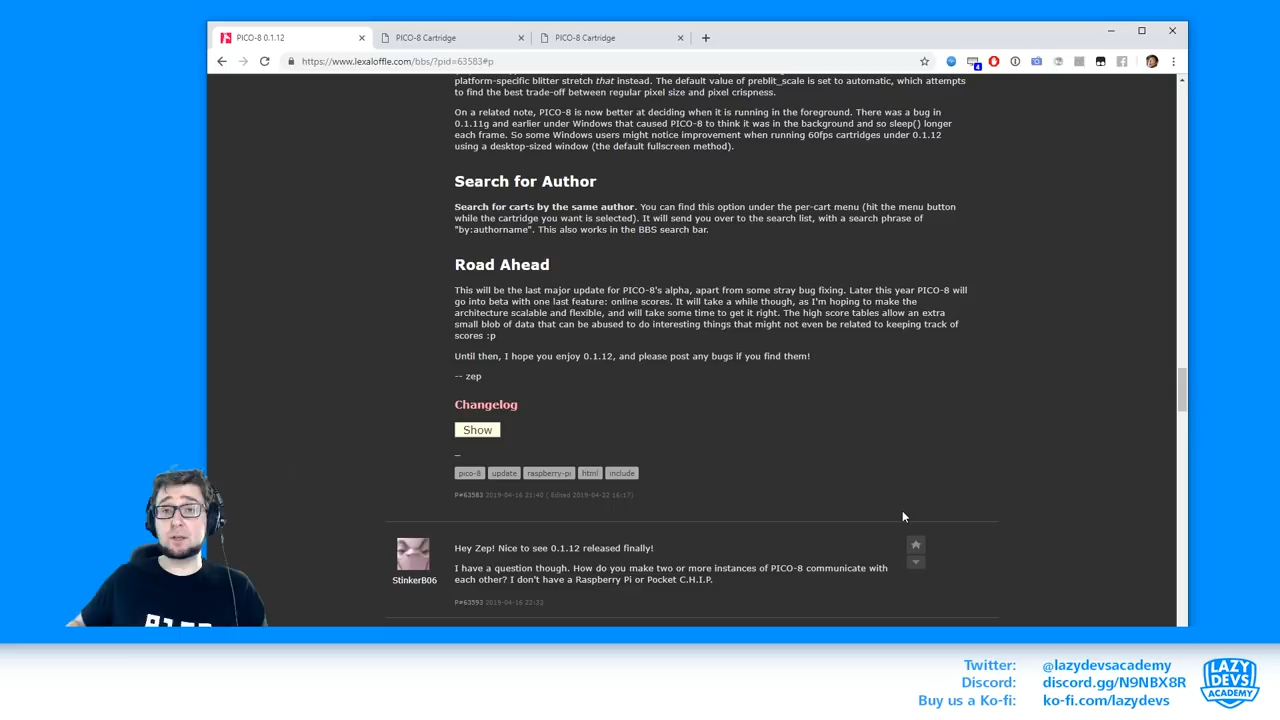 PICO-8 0.1.12
PICO-8 Cartridge
PICO-8 Cartridge
https://www.lexaloffle.com/bbs/?pid=63583#p
platform-specific blitter stretch that instead. The default value of preblit_scale is set to automatic, which attempts
to find the best trade-off between regular pixel size and pixel crispness.
On a related note, PICO-8 is now better at deciding when it is running in the foreground. There was a bug in
0.1.11g and earlier under Windows that caused PICO-8 to think it was in the background and so sleep() longer
each frame. So some Windows users might notice improvement when running 60fps cartridges under 0.1.12
using a desktop-sized window (the default fullscreen method).
Search for Author
Search for carts by the same author. You can find this option under the per-cart menu (hit the menu button
while the cartridge you want is selected). It will send you over to the search list, with a search phrase of
"by:authorname". This also works in the BBS search bar.
Road Ahead
This will be the last major update for PICO-8's alpha, apart from some stray bug fixing. Later this year PICO-8 will
go into beta with one last feature: online scores. It will take a while though, as I'm hoping to make the
architecture scalable and flexible, and will take some time to get it right. The high score tables allow an extra
small blob of data that can be abused to do interesting things that might not even be related to keeping track of
scores :p
Until then, I hope you enjoy 0.1.12, and please post any bugs if you find them!
-- zep
Changelog
Show
_
pico-8 update raspberry-pi html include
P#63583 2019-04-16 21:40 ( Edited 2019-04-22 16:17)
Hey Zep! Nice to see 0.1.12 released finally!
I have a question though. How do you make two or more instances of PICO-8 communicate with
each other? I don't have a Raspberry Pi or Pocket C.H.I.P.
StinkerB06
P#63593 2019-04-16 22:33
Twitter: @lazydevsacademy
Discord: discord.gg/N9NBX8R
Buy us a Ko-fi: ko-fi.com/lazydevs
LAZY
DEVS
ACADEMY